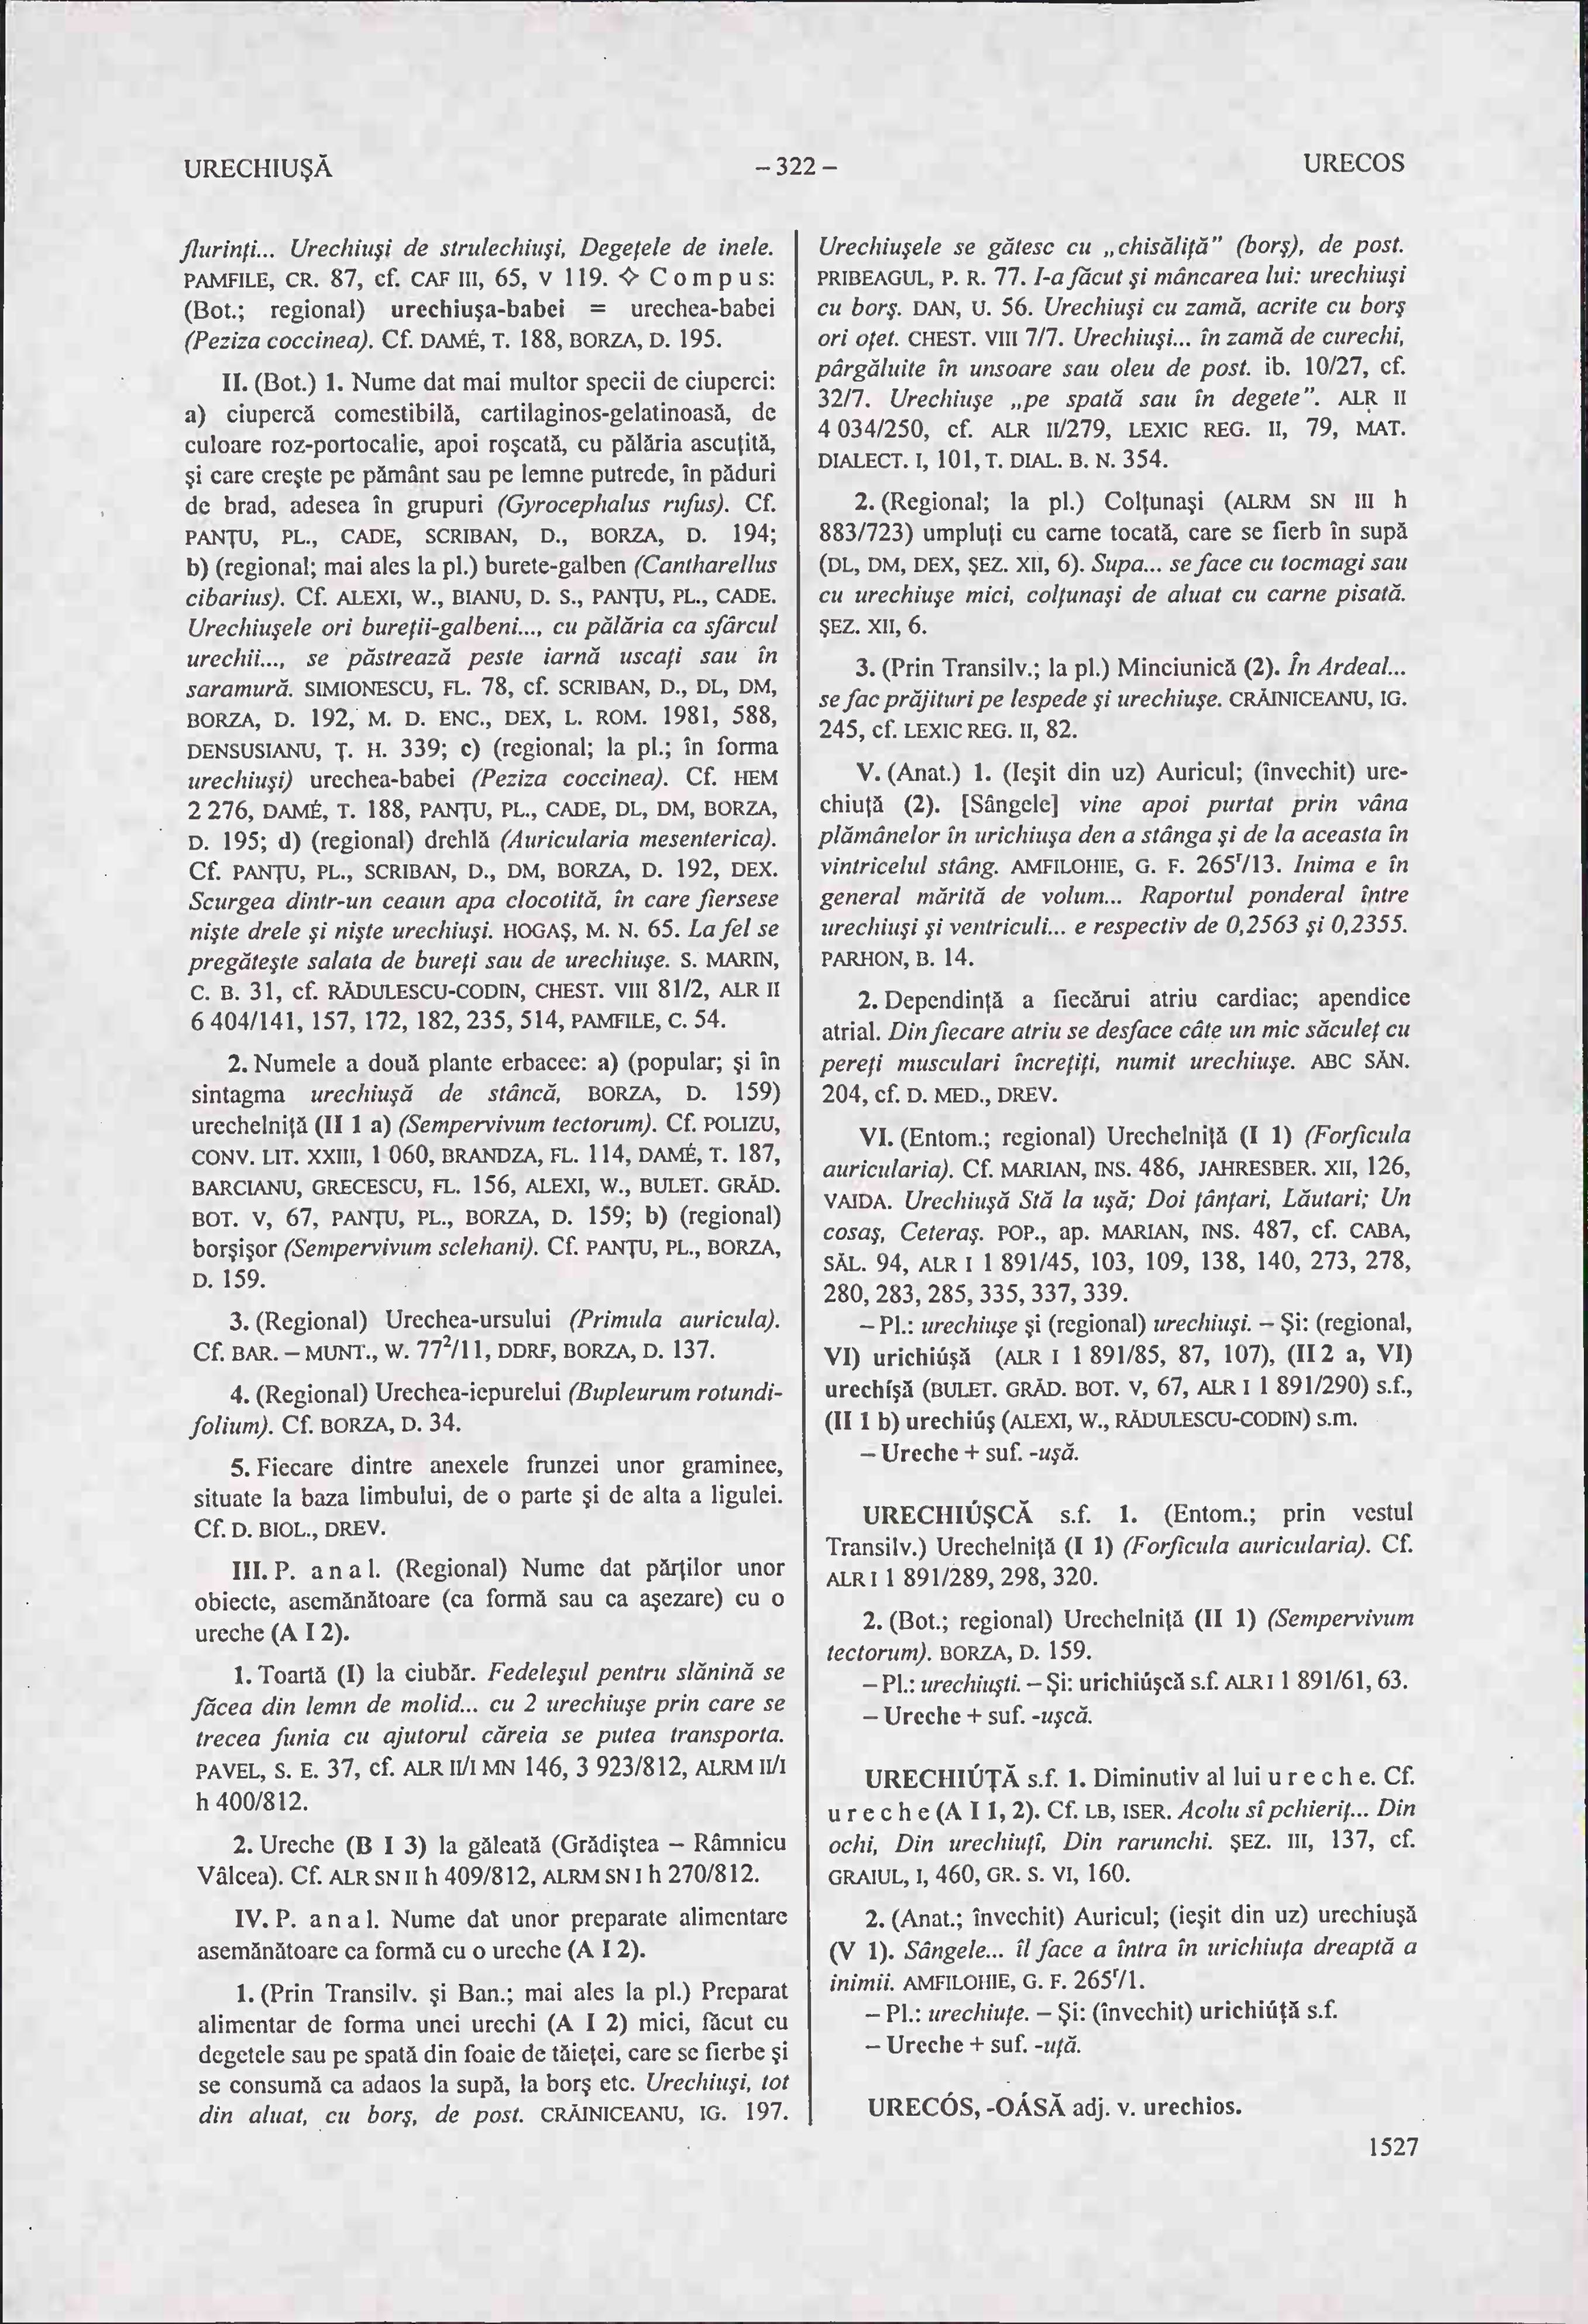 URECHIUŞĂ
– 322 –
URECOS
flurinţi... Urechiuşi de strulechiuşi, Degeţele de inele.
PAMFILE, CR. 87, cf. CAF III, 65, V 119. ✧ C o m p u s:
(Bot.; regional) urechiuşa-babei = urechea-babei
(Peziza coccinea). Cf. DAMÉ, T. 188, BORZA, D. 195.
II. (Bot.) 1. Nume dat mai multor specii de ciuperci:
a) ciupercă comestibilă, cartilaginos-gelatinoasă, de
culoare roz-portocalie, apoi roşcată, cu pălăria ascuţită,
şi care creşte pe pământ sau pe lemne putrede, în păduri
de brad, adesea în grupuri (Gyrocephalus rufus). Cf.
PANŢU, PL., CADE, SCRIBAN, D., BORZA, D. 194;
b) (regional; mai ales la pl.) burete-galben (Cantharellus
cibarius). Cf. ALEXI, W., BIANU, D. S., PANŢU, PL., CADE.
Urechiuşele ori bureţii-galbeni..., cu pălăria ca sfârcul
urechii..., se păstrează peste iarnă uscaţi sau în
saramură. SIMIONESCU, FL. 78, cf. SCRIBAN, D., DL, DM,
BORZA, D. 192, M. D. ENC., DEX, L. ROM. 1981, 588,
DENSUSIANU, Ţ. H. 339; c) (regional; la pl.; în forma
urechiuşi) urechea-babei (Peziza coccinea). Cf. HEM
2 276, DAMÉ, T. 188, PANŢU, PL., CADE, DL, DM, BORZA,
D. 195; d) (regional) drehlă (Auricularia mesenterica).
Cf. PANŢU, PL., SCRIBAN, D., DM, BORZA, D. 192, DEX.
Scurgea dintr-un ceaun apa clocotită, în care fiersese
nişte drele şi nişte urechiuşi. HOGAŞ, M. N. 65. La fel se
pregăteşte salata de bureţi sau de urechiuşe. S. MARIN,
C. B. 31, cf. RĂDULESCU-CODIN, CHEST. VIII 81/2, ALR II
6 404/141, 157, 172, 182, 235, 514, PAMFILE, C. 54.
2. Numele a două plante erbacee: a) (popular; şi în
sintagma urechiuşă de stâncă, BORZA, D. 159)
urechelniţă (II 1 a) (Sempervivum tectorum). Cf. POLIZU,
CONV. LIT. XXIII, 1 060, BRANDZA, FL. 114, DAMÉ, T. 187,
BARCIANU, GRECESCU, FL. 156, ALEXI, W., BULET. GRĂD.
BOT. V, 67, PANŢU, PL., BORZA, D. 159; b) (regional)
borşişor (Sempervivum sclehani). Cf. PANŢU, PL., BORZA,
D. 159.
3. (Regional) Urechea-ursului (Primula auricula).
Cf. BAR. – MUNT., W. 77²/11, DDRF, BORZA, D. 137.
4. (Regional) Urechea-iepurelui (Bupleurum rotundi-
folium). Cf. BORZA, D. 34.
5. Fiecare dintre anexele frunzei unor graminee,
situate la baza limbului, de o parte şi de alta a ligulei.
Cf. D. BIOL., DREV.
III. P. a n a l. (Regional) Nume dat părţilor unor
obiecte, asemănătoare (ca formă sau ca aşezare) cu o
ureche (A I 2).
1. Toartă (I) la ciubăr. Fedeleşul pentru slănină se
făcea din lemn de molid... cu 2 urechiuşe prin care se
trecea funia cu ajutorul căreia se putea transporta.
PAVEL, S. E. 37, cf. ALR II/I MN 146, 3 923/812, ALRM II/I
h 400/812.
2. Ureche (B I 3) la găleată (Grădiştea – Râmnicu
Vâlcea). Cf. ALR SN II h 409/812, ALRM SN I h 270/812.
IV. P. a n a l. Nume dat unor preparate alimentare
asemănătoare ca formă cu o ureche (A I 2).
1. (Prin Transilv. şi Ban.; mai ales la pl.) Preparat
alimentar de forma unei urechi (A I 2) mici, făcut cu
degetele sau pe spată din foaie de tăieţei, care se fierbe şi
se consumă ca adaos la supă, la borş etc. Urechiuşi, tot
din aluat, cu borş, de post. CRĂINICEANU, IG. 197.
Urechiuşele se gătesc cu „chisăliţă” (borş), de post.
PRIBEAGUL, P. R. 77. I-a făcut şi mâncarea lui: urechiuşi
cu borş. DAN, U. 56. Urechiuşi cu zamă, acrite cu borş
ori oţet. CHEST. VIII 7/7. Urechiuşi... în zamă de curechi,
pârgăluite în unsoare sau oleu de post. ib. 10/27, cf.
32/7. Urechiuşe „pe spată sau în degete”. ALR II
4 034/250, cf. ALR II/279, LEXIC REG. II, 79, MAT.
DIALECT. I, 101, T. DIAL. B. N. 354.
2. (Regional; la pl.) Colţunaşi (ALRM SN III h
883/723) umpluţi cu carne tocată, care se fierb în supă
(DL, DM, DEX, ŞEZ. XII, 6). Supa... se face cu tocmagi sau
cu urechiuşe mici, colţunaşi de aluat cu carne pisată.
ŞEZ. XII, 6.
3. (Prin Transilv.; la pl.) Minciunică (2). În Ardeal...
se fac prăjituri pe lespede şi urechiuşe. CRĂINICEANU, IG.
245, cf. LEXIC REG. II, 82.
V. (Anat.) 1. (Ieşit din uz) Auricul; (învechit) ure-
chiuţă (2). [Sângele] vine apoi purtat prin vâna
plămânelor în urichiuşa den a stânga şi de la aceasta în
vintricelul stâng. AMFILOHIE, G. F. 265ʳ/13. Inima e în
general mărită de volum... Raportul ponderal între
urechiuşi şi ventriculi... e respectiv de 0,2563 şi 0,2355.
PARHON, B. 14.
2. Dependinţă a fiecărui atriu cardiac; apendice
atrial. Din fiecare atriu se desface câte un mic săculeţ cu
pereţi musculari încreţiţi, numit urechiuşe. ABC SĂN.
204, cf. D. MED., DREV.
VI. (Entom.; regional) Urechelniţă (I 1) (Forficula
auricularia). Cf. MARIAN, INS. 486, JAHRESBER. XII, 126,
VAIDA. Urechiuşă Stă la uşă; Doi ţânţari, Lăutari; Un
cosaş, Ceteraş. POP., ap. MARIAN, INS. 487, cf. CABA,
SĂL. 94, ALR I 1 891/45, 103, 109, 138, 140, 273, 278,
280, 283, 285, 335, 337, 339.
– Pl.: urechiuşe şi (regional) urechiuşi. – Şi: (regional,
VI) urichiúşă (ALR I 1 891/85, 87, 107), (II 2 a, VI)
urechíşă (BULET. GRĂD. BOT. V, 67, ALR I 1 891/290) s.f.,
(II 1 b) urechiúş (ALEXI, W., RĂDULESCU-CODIN) s.m.
– Ureche + suf. -uşă.
URECHIÚŞCĂ s.f. 1. (Entom.; prin vestul
Transilv.) Urechelniţă (I 1) (Forficula auricularia). Cf.
ALR I 1 891/289, 298, 320.
2. (Bot.; regional) Urechelniţă (II 1) (Sempervivum
tectorum). BORZA, D. 159.
– Pl.: urechiuşti. – Şi: urichiúşcă s.f. ALR I 1 891/61, 63.
– Ureche + suf. -uşcă.
URECHIÚŢĂ s.f. 1. Diminutiv al lui u r e c h e. Cf.
u r e c h e (A I 1, 2). Cf. LB, ISER. Acolu sî pchieriţ... Din
ochi, Din urechiuţî, Din rarunchi. ŞEZ. III, 137, cf.
GRAIUL, I, 460, GR. S. VI, 160.
2. (Anat.; învechit) Auricul; (ieşit din uz) urechiuşă
(V 1). Sângele... îl face a întra în urichiuţa dreaptă a
inimii. AMFILOHIE, G. F. 265ʳ/1.
– Pl.: urechiuţe. – Şi: (învechit) urichiúţă s.f.
– Ureche + suf. -uţă.
URECÓS, -OÁSĂ adj. v. urechios.
1527